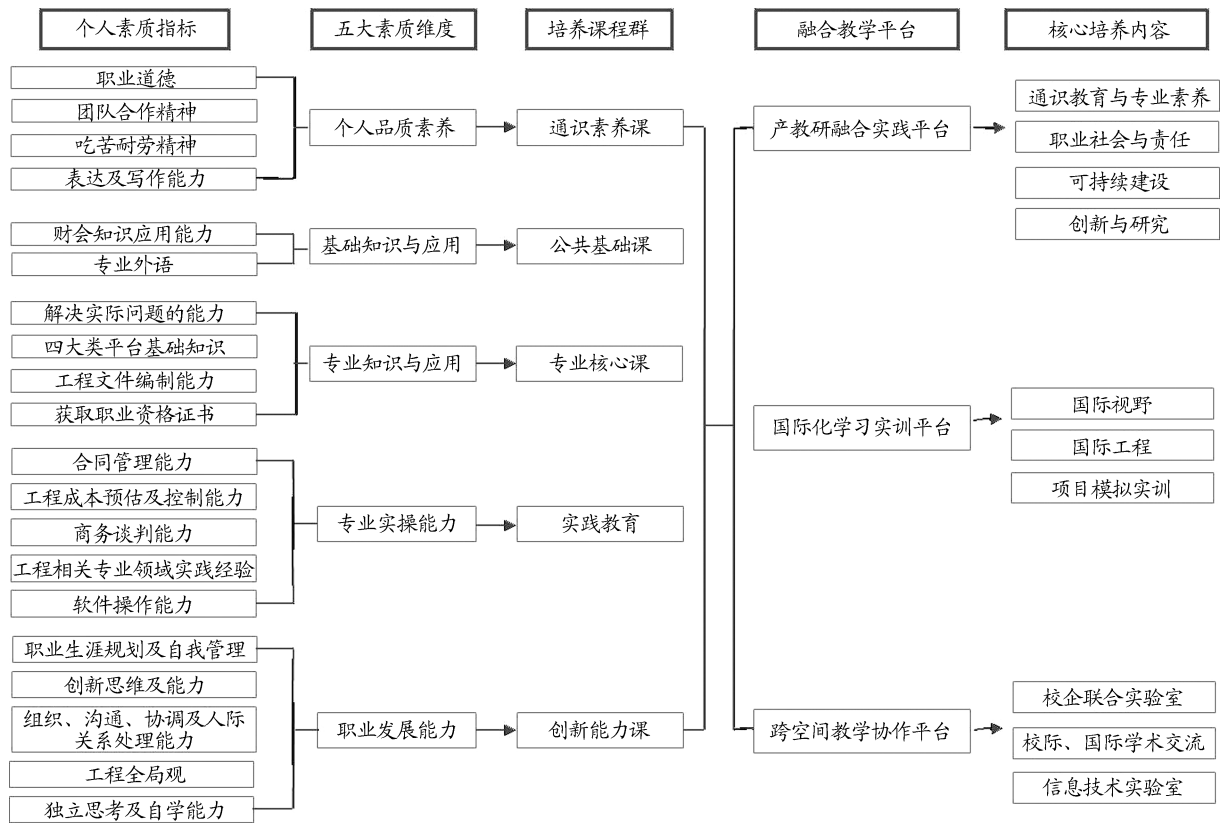 个人素质指标
五大素质维度
培养课程群
融合教学平台
核心培养内容
职业道德
团队合作精神
吃苦耐劳精神
表达及写作能力
个人品质素养
通识素养课
财会知识应用能力
专业外语
基础知识与应用
公共基础课
解决实际问题的能力
四大类平台基础知识
工程文件编制能力
获取职业资格证书
专业知识与应用
专业核心课
合同管理能力
工程成本预估及控制能力
商务谈判能力
工程相关专业领域实践经验
软件操作能力
专业实操能力
实践教育
职业生涯规划及自我管理
创新思维及能力
组织、沟通、协调及人际
关系处理能力
工程全局观
独立思考及自学能力
职业发展能力
创新能力课
产教研融合实践平台
通识教育与专业素养
职业社会与责任
可持续建设
创新与研究
国际化学习实训平台
国际视野
国际工程
项目模拟实训
跨空间教学协作平台
校企联合实验室
校际、国际学术交流
信息技术实验室